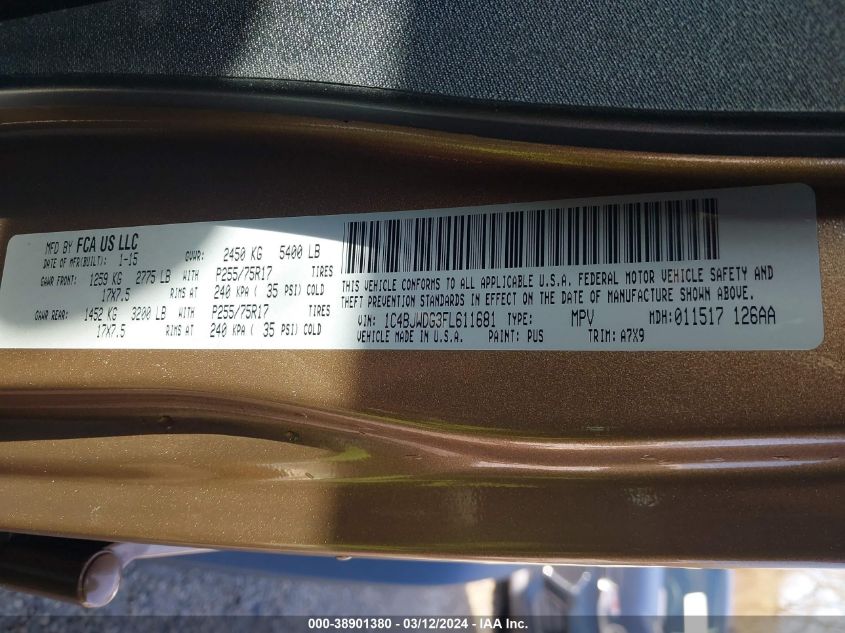 MFD BY FCA US LLC
DATE OF MFR(BUILT): 1-15 GVWR: 2450 KG 5400 LB
GAWR FRONT: 1259 KG 2775 LB WITH P255/75R17 TIRES
17X7.5 RIMS AT 240 KPA ( 35 PSI) COLD
GAWR REAR: 1452 KG 3200 LB WITH P255/75R17 TIRES
17X7.5 RIMS AT 240 KPA ( 35 PSI) COLD
THIS VEHICLE CONFORMS TO ALL APPLICABLE U.S.A. FEDERAL MOTOR VEHICLE SAFETY AND
THEFT PREVENTION STANDARDS IN EFFECT ON THE DATE OF MANUFACTURE SHOWN ABOVE.
VIN: 1C4BJWDG3FL611681 TYPE: MPV MDH:011517 126AA
VEHICLE MADE IN U.S.A. PAINT: PUS TRIM: A7X9
000-38901380 - 03/12/2024 - IAA Inc.